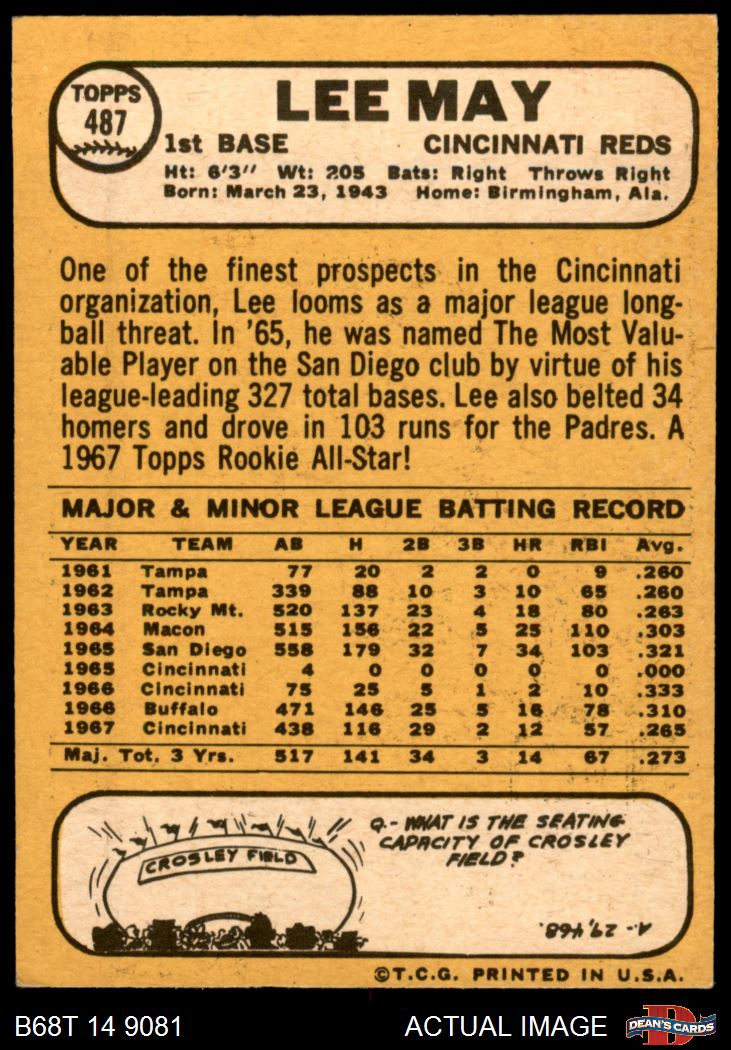 TOPPS
487
LEE MAY
1st BASE CINCINNATI REDS
Ht: 6'3" Wt: 205 Bats: Right Throws Right
Born: March 23, 1943 Home: Birmingham, Ala.
One of the finest prospects in the Cincinnati
organization, Lee looms as a major league long-
ball threat. In '65, he was named The Most Valu-
able Player on the San Diego club by virtue of his
league-leading 327 total bases. Lee also belted 34
homers and drove in 103 runs for the Padres. A
1967 Topps Rookie All-Star!
MAJOR & MINOR LEAGUE BATTING RECORD
YEAR TEAM AB H 2B 3B HR RBI Avg.
1961 Tampa 77 20 2 2 0 9 .260
1962 Tampa 339 88 10 3 10 65 .260
1963 Rocky Mt. 520 137 23 4 18 80 .263
1964 Macon 515 156 22 5 25 110 .303
1965 San Diego 558 179 32 7 34 103 .321
1965 Cincinnati 4 0 0 0 0 0 .000
1966 Cincinnati 75 25 5 1 2 10 .333
1966 Buffalo 471 146 25 5 16 78 .310
1967 Cincinnati 438 116 29 2 12 57 .265
Maj. Tot. 3 Yrs. 517 141 34 3 14 67 .273
CROSLEY FIELD
Q.- WHAT IS THE SEATING
CAPACITY OF CROSLEY
FIELD?
A- 29,468.
©T.C.G. PRINTED IN U.S.A.
B68T 14 9081 ACTUAL IMAGE DEAN'S CARDS